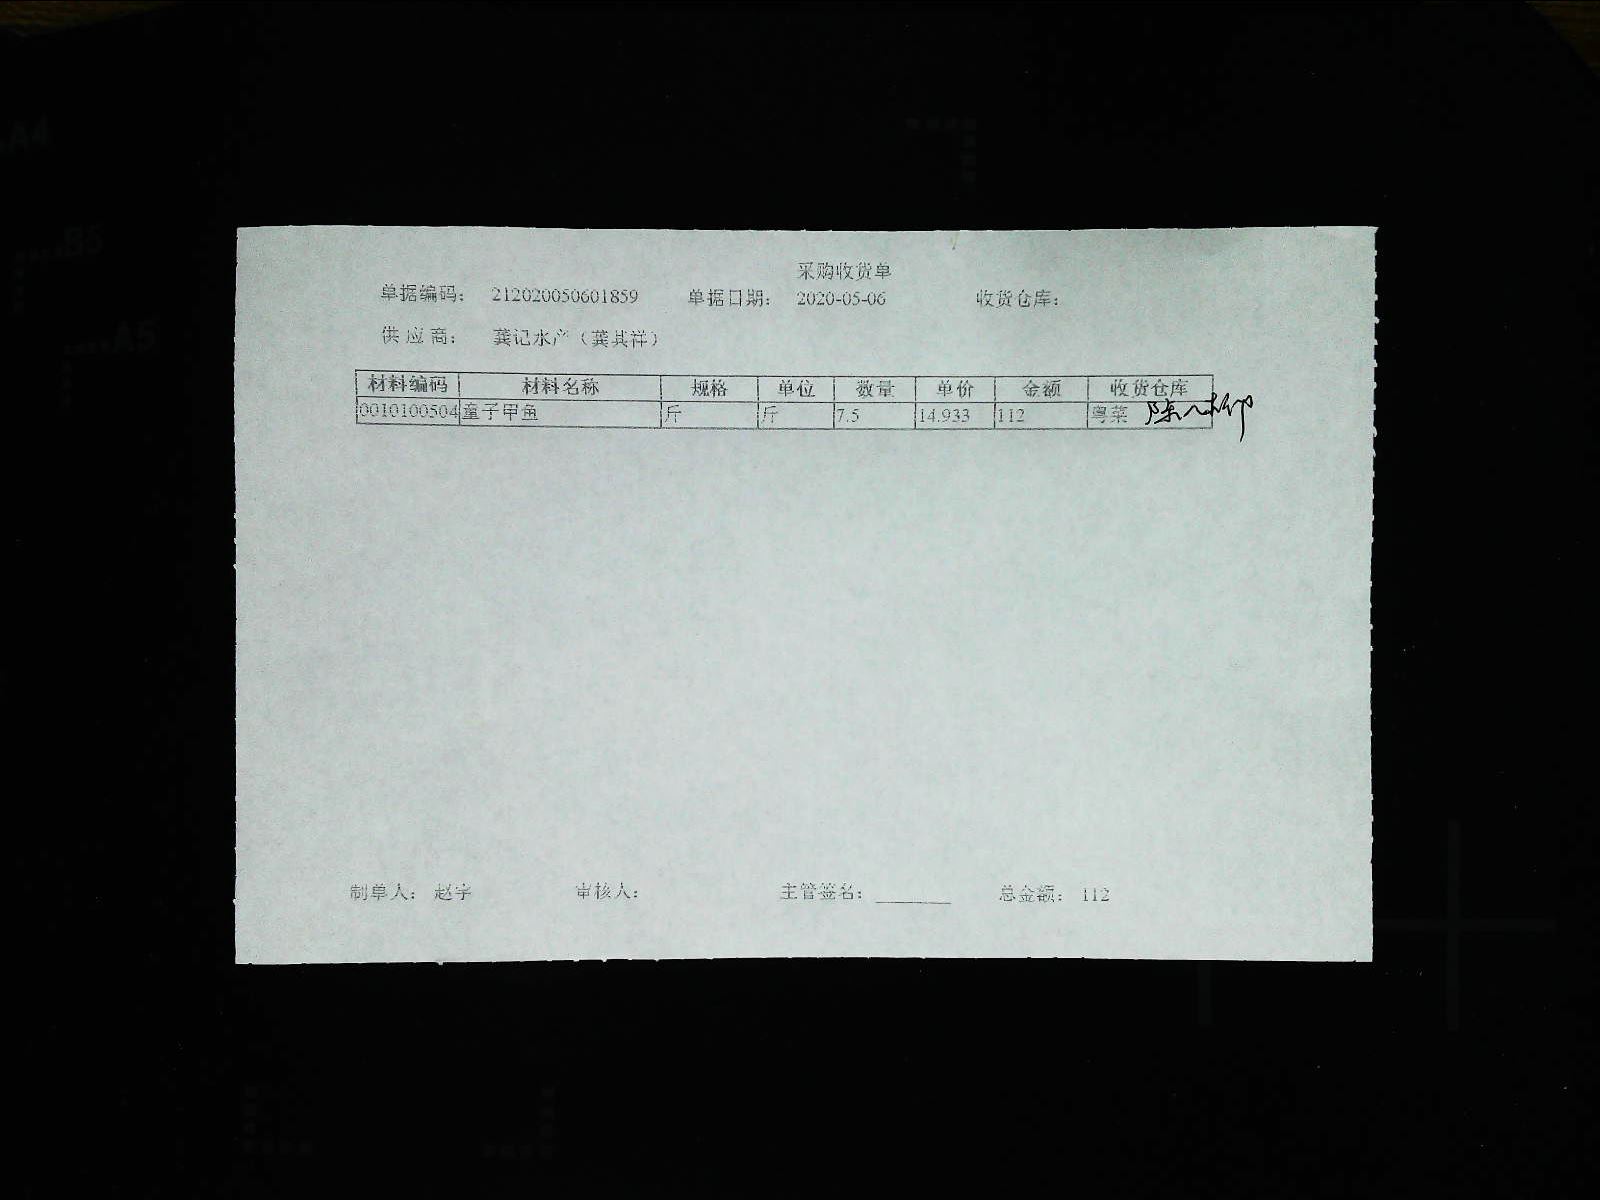 A4
B5
A5
采购收货单
单据编码： 212020050601859 单据日期： 2020-05-06 收货仓库：
供应商： 龚记水产（龚其祥）
材料编码 材料名称 规格 单位 数量 单价 金额 收货仓库
0010100504 童子甲鱼 斤 斤 7.5 14.933 112 粤菜
制单人： 赵宇 审核人： 主管签名：________ 总金额： 112